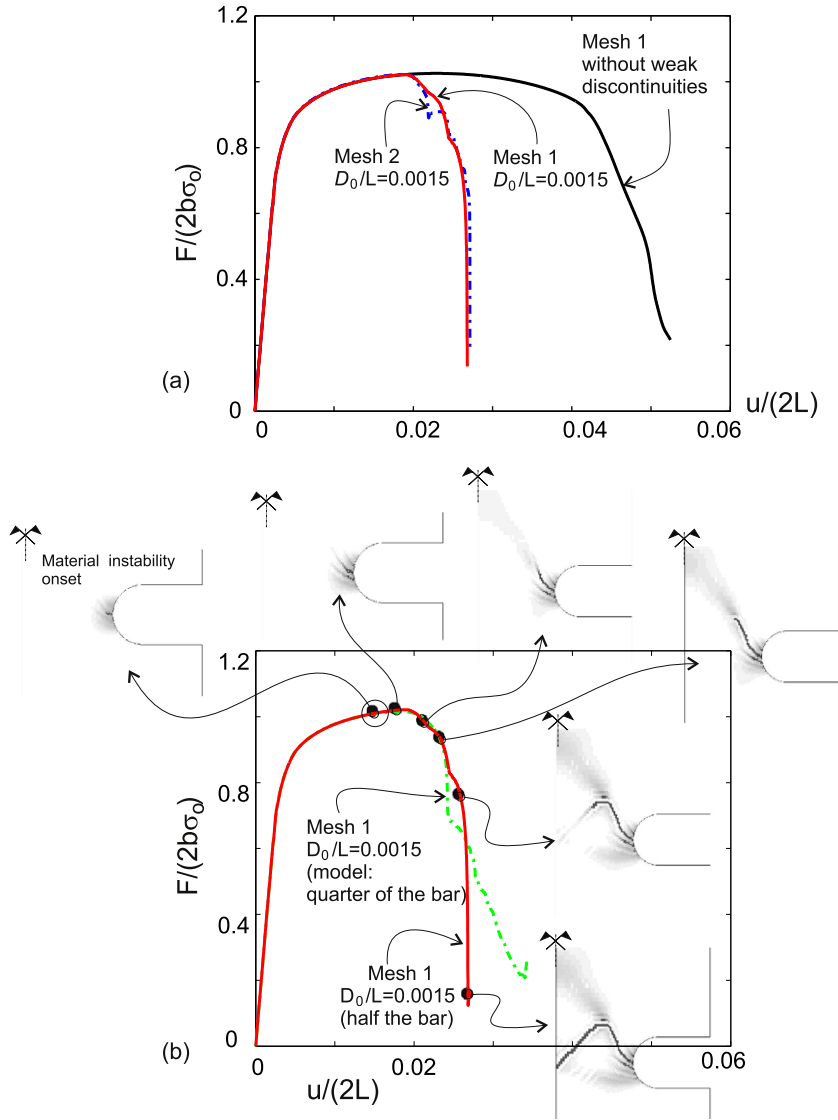 1.2
Mesh 1
without weak
discontinuities
0.8
Mesh 2
D0/L=0.0015
Mesh 1
D0/L=0.0015
F/(2bσo)
0.4
(a)
0
0
0.02
0.04
0.06
u/(2L)
Material instability
onset
1.2
1.0
0.8
Mesh 1
D0/L=0.0015
(model:
quarter of the bar)
F/(2bσo)
0.4
Mesh 1
D0/L=0.0015
(half the bar)
(b)
0
0
0.02
0.06
u/(2L)